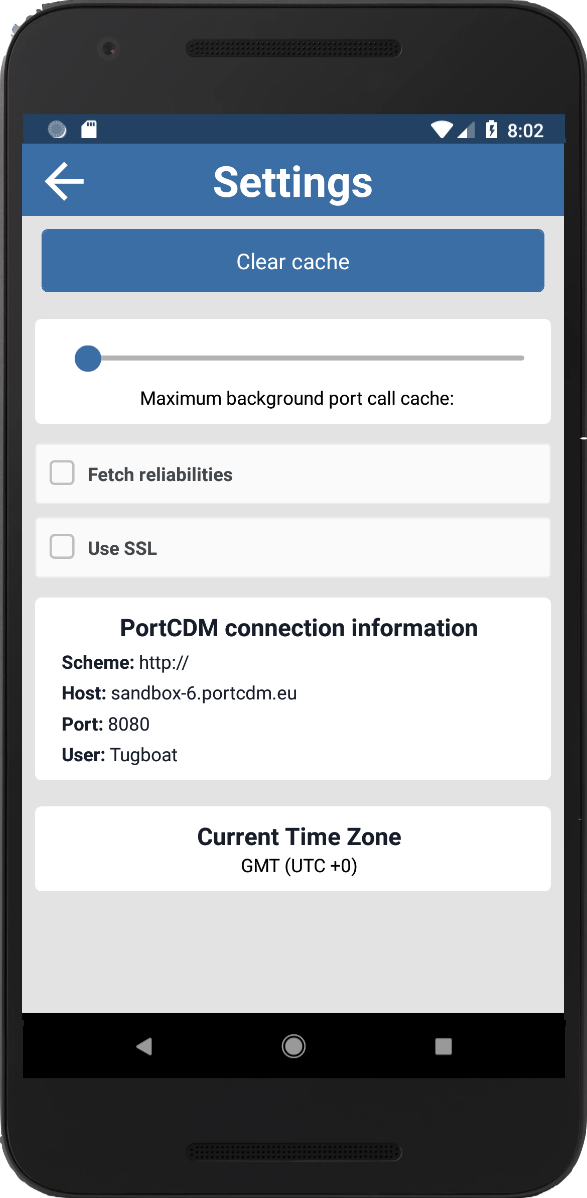 8:02
Settings
Clear cache
Maximum background port call cache:
Fetch reliabilities
Use SSL
PortCDM connection information
Scheme: http://
Host: sandbox-6.portcdm.eu
Port: 8080
User: Tugboat
Current Time Zone
GMT (UTC +0)